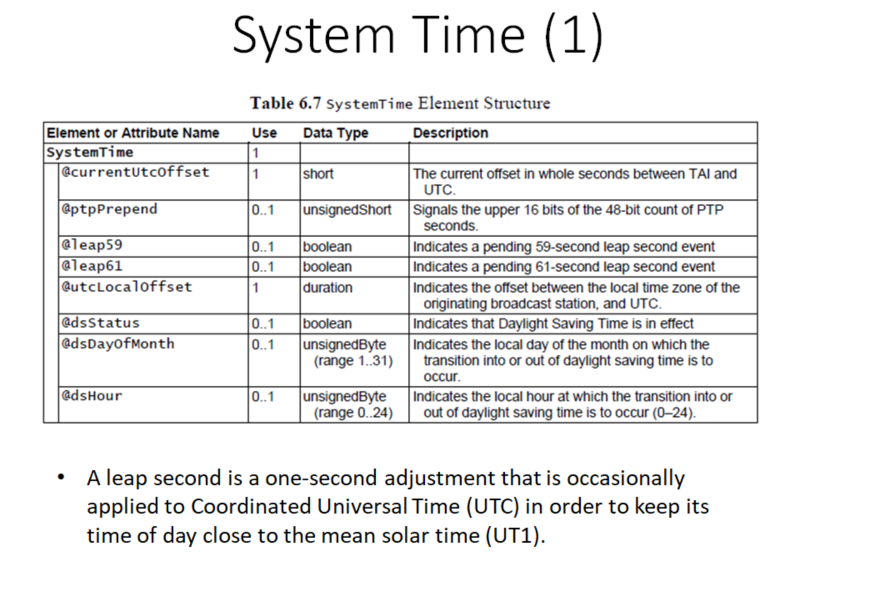 System Time (1)
Table 6.7 SystemTime Element Structure
Element or Attribute Name Use Data Type Description
SystemTime 1
@currentUtcOffset 1 short The current offset in whole seconds between TAI and
UTC.
@ptpPrepend 0..1 unsignedShort Signals the upper 16 bits of the 48-bit count of PTP
seconds.
@leap59 0..1 boolean Indicates a pending 59-second leap second event
@leap61 0..1 boolean Indicates a pending 61-second leap second event
@utcLocalOffset 1 duration Indicates the offset between the local time zone of the
originating broadcast station, and UTC.
@dsStatus 0..1 boolean Indicates that Daylight Saving Time is in effect
@dsDayOfMonth 0..1 unsignedByte Indicates the local day of the month on which the
(range 1..31) transition into or out of daylight saving time is to
occur.
@dsHour 0..1 unsignedByte Indicates the local hour at which the transition into or
(range 0..24) out of daylight saving time is to occur (0–24).
• A leap second is a one-second adjustment that is occasionally
applied to Coordinated Universal Time (UTC) in order to keep its
time of day close to the mean solar time (UT1).